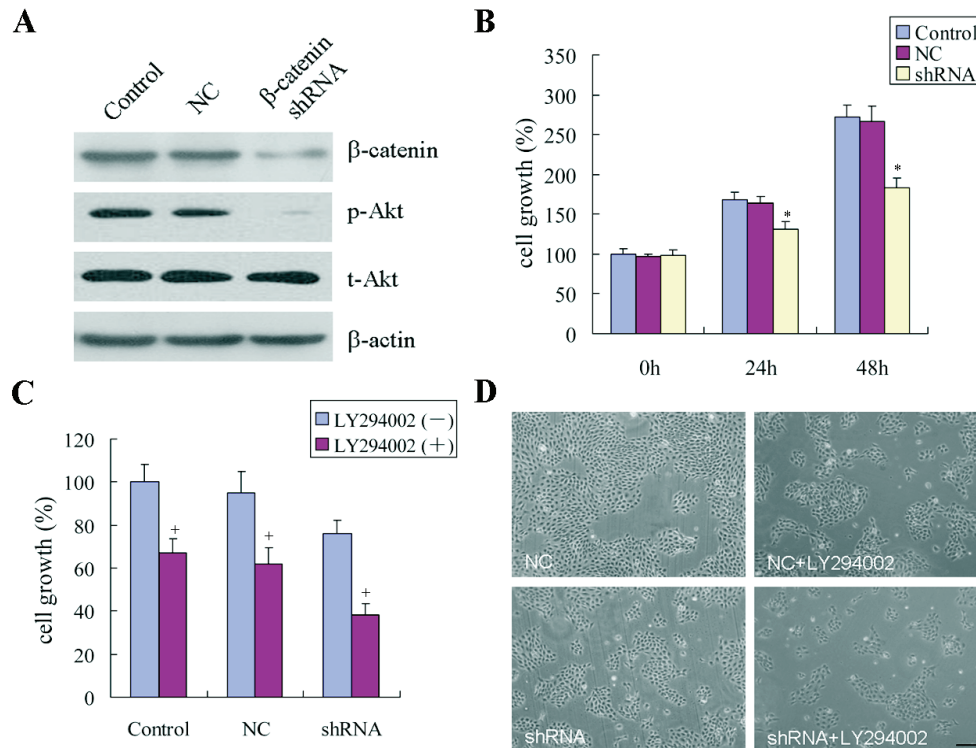 A
Control
NC
β-catenin
shRNA
β-catenin
p-Akt
t-Akt
β-actin
B
Control
NC
shRNA
cell growth (%)
300
250
200
150
100
50
0
*
*
0h
24h
48h
C
LY294002 (—)
LY294002 (+)
cell growth (%)
120
100
80
60
40
20
0
+
+
+
Control
NC
shRNA
D
NC
NC+LY294002
shRNA
shRNA+LY294002